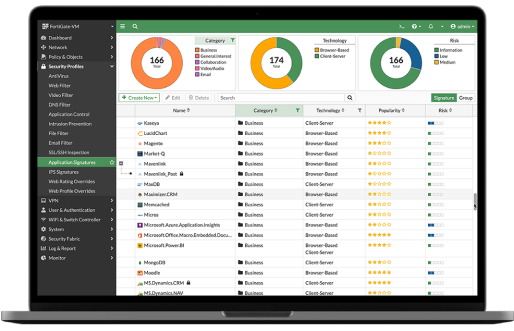 FortiGate-VM
admin
Dashboard
Network
Policy & Objects
Security Profiles
AntiVirus
Web Filter
Video Filter
DNS Filter
Application Control
Intrusion Prevention
File Filter
Email Filter
SSL/SSH Inspection
Application Signatures
IPS Signatures
Web Rating Overrides
Web Profile Overrides
VPN
User & Authentication
WiFi & Switch Controller
System
Security Fabric
Log & Report
Monitor
166
Total
Category
Business
General.Interest
Collaboration
Video/Audio
Email
174
Total
Technology
Browser-Based
Client-Server
166
Total
Risk
Information
Low
Medium
+ Create New Edit Delete Search Signature Group
Name Category Technology Popularity Risk
Kaseya Business Client-Server
LucidChart Business Browser-Based
Magento Business Browser-Based
Market-Q Business Client-Server
Mavenlink Business Browser-Based
Mavenlink_Post Business Browser-Based
MaxDB Business Client-Server
Maximizer.CRM Business Browser-Based
Memcached Business Client-Server
Micros Business Client-Server
Microsoft.Azure.Application.Insights Business Browser-Based
Microsoft.Office.Macro.Embedded.Docu... Business Browser-Based
Microsoft.Power.BI Business Browser-Based
Client-Server
MongoDB Business Client-Server
Moodle Business Browser-Based
MS.Dynamics.CRM Business Client-Server
MS.Dynamics.NAV Business Client-Server